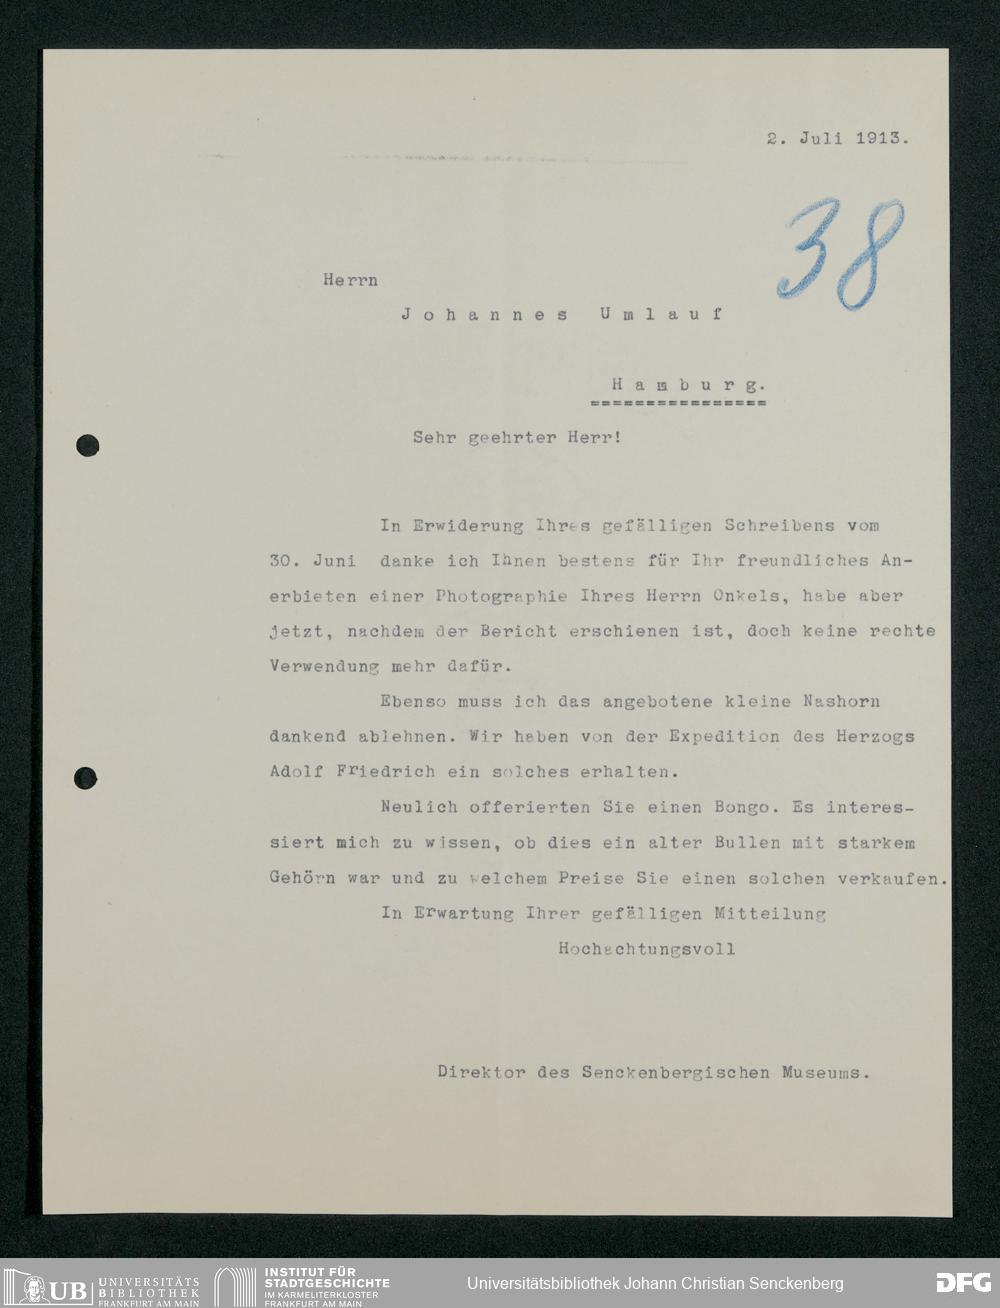 2. Juli 1913.
38
Herrn
Johannes Umlauf
Hamburg.
================
Sehr geehrter Herr!
In Erwiderung Ihres gefälligen Schreibens vom
30. Juni danke ich Ihnen bestens für Ihr freundliches An-
erbieten einer Photographie Ihres Herrn Onkels, habe aber
jetzt, nachdem der Bericht erschienen ist, doch keine rechte
Verwendung mehr dafür.
Ebenso muss ich das angebotene kleine Nashorn
dankend ablehnen. Wir haben von der Expedition des Herzogs
Adolf Friedrich ein solches erhalten.
Neulich offerierten Sie einen Bongo. Es interes-
siert mich zu wissen, ob dies ein alter Bullen mit starkem
Gehörn war und zu welchem Preise Sie einen solchen verkaufen.
In Erwartung Ihrer gefälligen Mitteilung
Hochachtungsvoll
Direktor des Senckenbergischen Museums.
UB UNIVERSITÄTS BIBLIOTHEK FRANKFURT AM MAIN
INSTITUT FÜR STADTGESCHICHTE IM KARMELITERKLOSTER FRANKFURT AM MAIN
Universitätsbibliothek Johann Christian Senckenberg
DFG